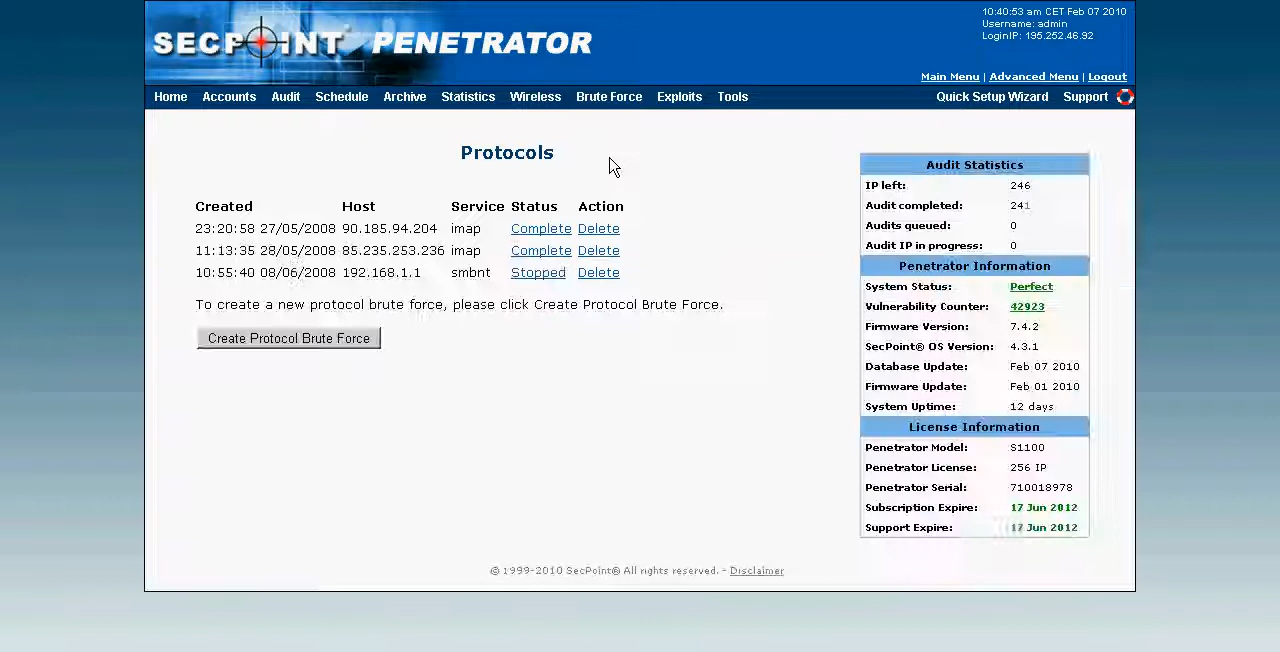 10:40:53 am CET Feb 07 2010
Username: admin
LoginIP: 195.252.46.92
SECPOINT PENETRATOR
Main Menu | Advanced Menu | Logout
Home Accounts Audit Schedule Archive Statistics Wireless Brute Force Exploits Tools Quick Setup Wizard Support
Protocols
Created Host Service Status Action
23:20:58 27/05/2008 90.185.94.204 imap Complete Delete
11:13:35 28/05/2008 85.235.253.236 imap Complete Delete
10:55:40 08/06/2008 192.168.1.1 smbnt Stopped Delete
To create a new protocol brute force, please click Create Protocol Brute Force.
Create Protocol Brute Force
Audit Statistics
IP left: 246
Audit completed: 241
Audits queued: 0
Audit IP in progress: 0
Penetrator Information
System Status: Perfect
Vulnerability Counter: 42923
Firmware Version: 7.4.2
SecPoint® OS Version: 4.3.1
Database Update: Feb 07 2010
Firmware Update: Feb 01 2010
System Uptime: 12 days
License Information
Penetrator Model: S1100
Penetrator License: 256 IP
Penetrator Serial: 710018978
Subscription Expire: 17 Jun 2012
Support Expire: 17 Jun 2012
© 1999-2010 SecPoint® All rights reserved. - Disclaimer